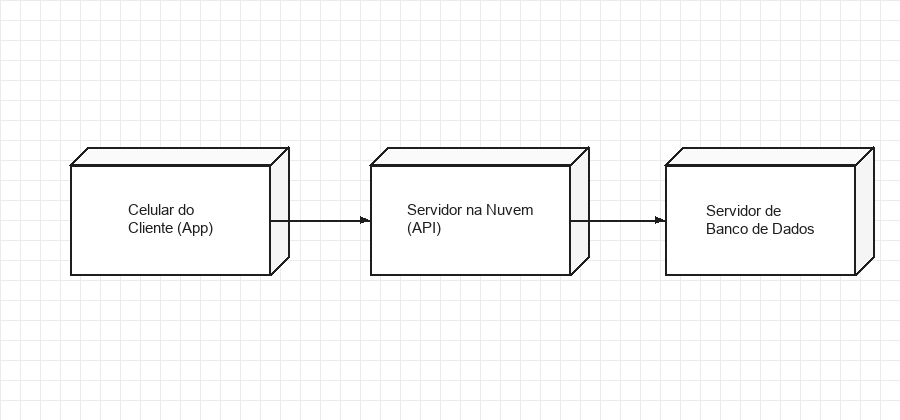 Celular do
Cliente (App)
Servidor na Nuvem
(API)
Servidor de
Banco de Dados